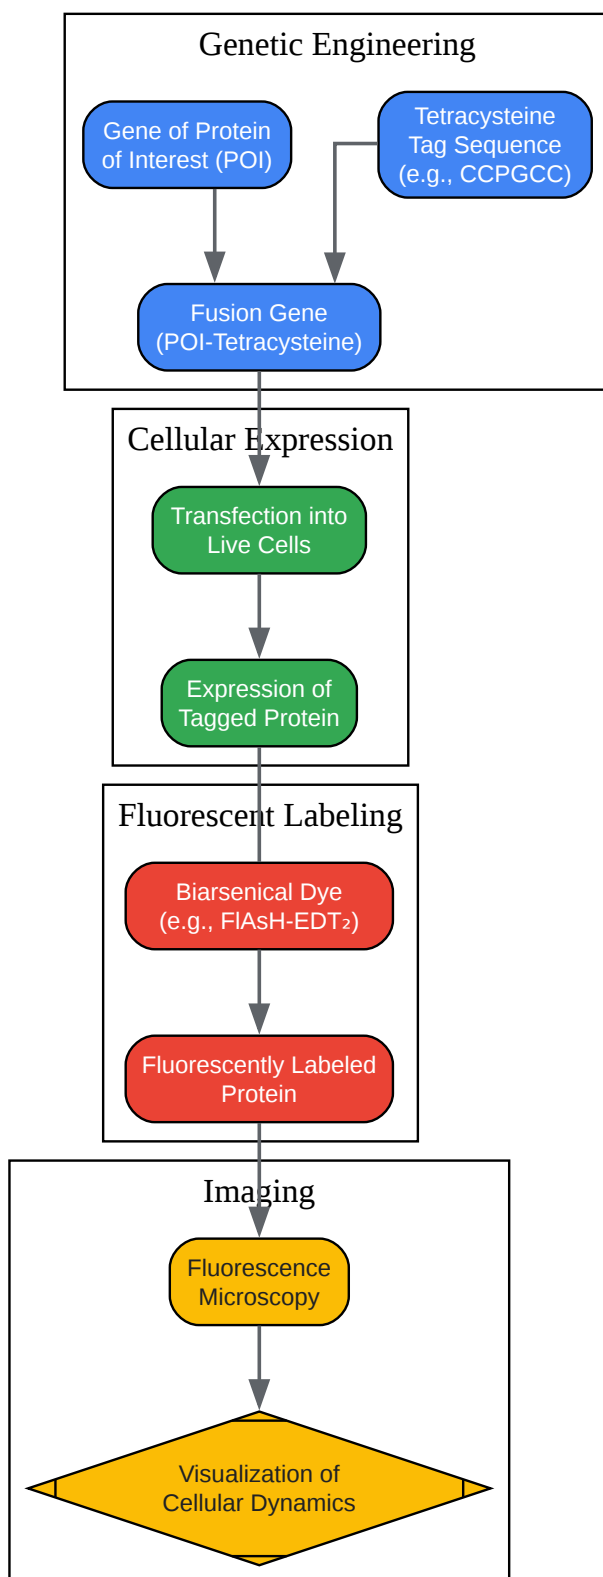 Genetic Engineering
Gene of Protein
of Interest (POI)
Tetracysteine
Tag Sequence
(e.g., CCPGCC)
Fusion Gene
(POI-Tetracysteine)
Cellular Expression
Transfection into
Live Cells
Expression of
Tagged Protein
Fluorescent Labeling
Biarsenical Dye
(e.g., FlAsH-EDT₂)
Fluorescently Labeled
Protein
Imaging
Fluorescence
Microscopy
Visualization of
Cellular Dynamics